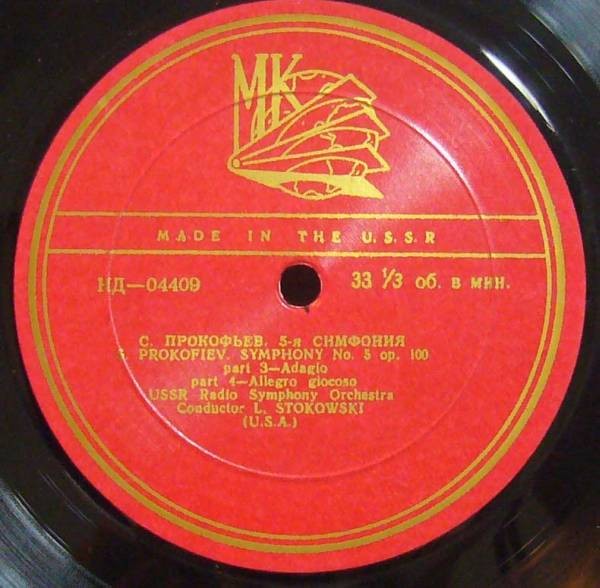 МК
MADE IN THE U.S.S.R
НД—04409 33 ⅓ об. в мин.
С. ПРОКОФЬЕВ. 5-я СИМФОНИЯ
S. PROKOFIEV. SYMPHONY No. 5 op. 100
part 3—Adagio
part 4—Allegro giocoso
USSR Radio Symphony Orchestra
Conductor L. STOKOWSKI
(U.S.A.)